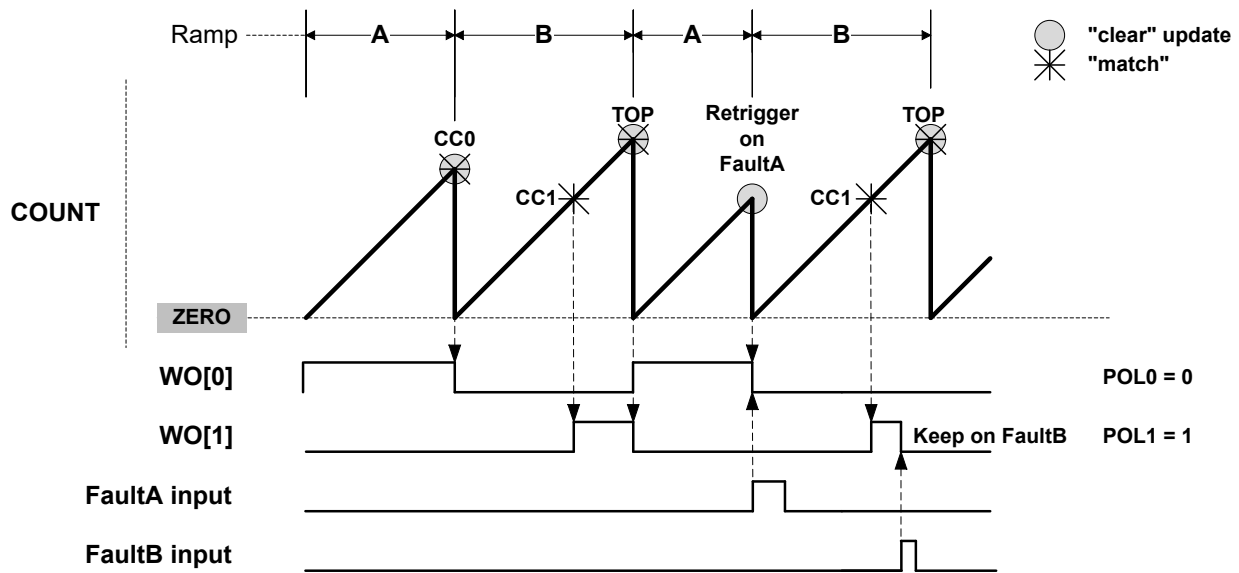 Ramp
A
B
A
B
"clear" update
"match"
COUNT
CC0
TOP
Retrigger
on
FaultA
TOP
CC1
CC1
ZERO
WO[0]
POL0 = 0
WO[1]
Keep on FaultB
POL1 = 1
FaultA input
FaultB input